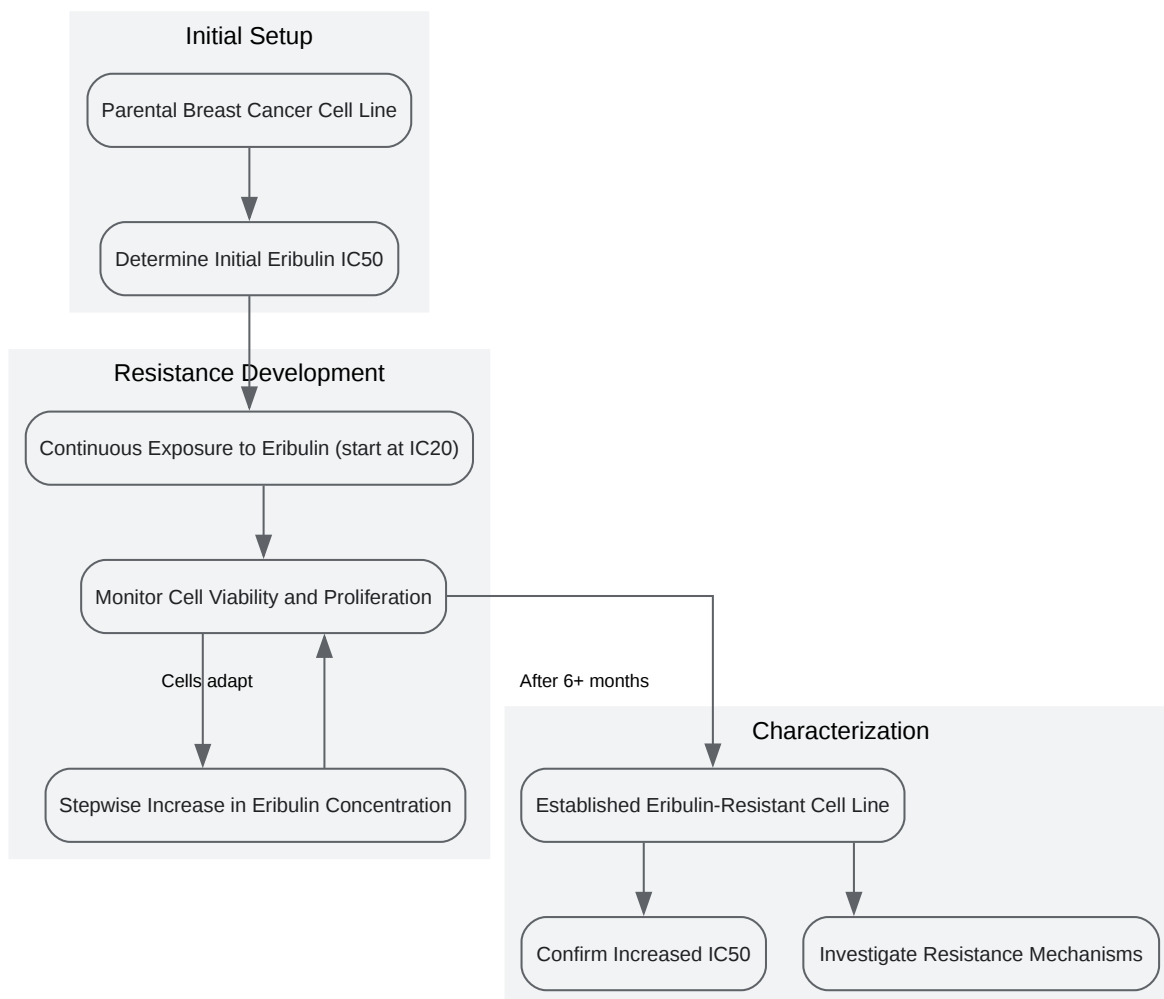 Initial Setup
Parental Breast Cancer Cell Line
Determine Initial Eribulin IC50
Resistance Development
Continuous Exposure to Eribulin (start at IC20)
Monitor Cell Viability and Proliferation
Cells adapt
After 6+ months
Stepwise Increase in Eribulin Concentration
Characterization
Established Eribulin-Resistant Cell Line
Confirm Increased IC50
Investigate Resistance Mechanisms